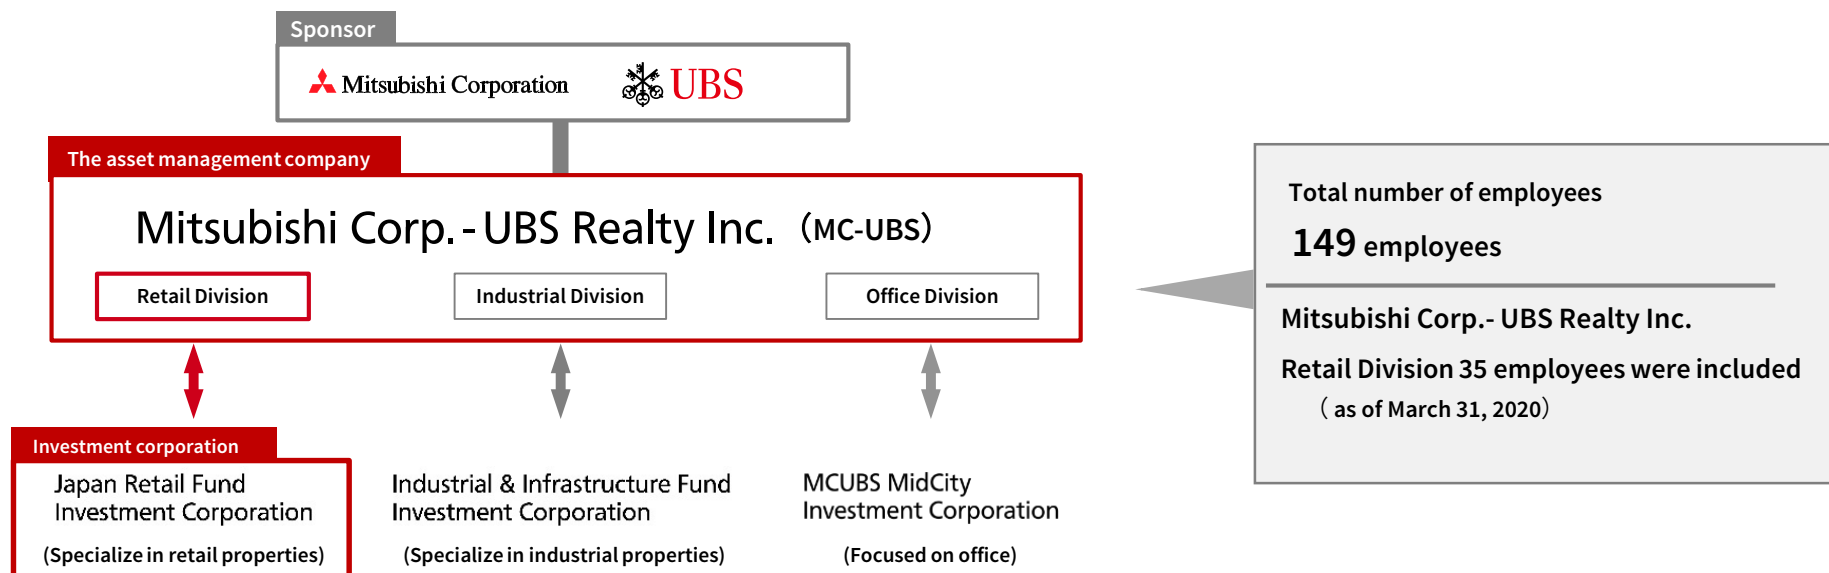 Sponsor
Mitsubishi Corporation
UBS
The asset management company
Mitsubishi Corp.-UBS Realty Inc. (MC-UBS)
Retail Division
Industrial Division
Office Division
Total number of employees
149 employees
Mitsubishi Corp.- UBS Realty Inc.
Retail Division 35 employees were included
( as of March 31, 2020)
Investment corporation
Japan Retail Fund
Investment Corporation
(Specialize in retail properties)
Industrial & Infrastructure Fund
Investment Corporation
(Specialize in industrial properties)
MCUBS MidCity
Investment Corporation
(Focused on office)